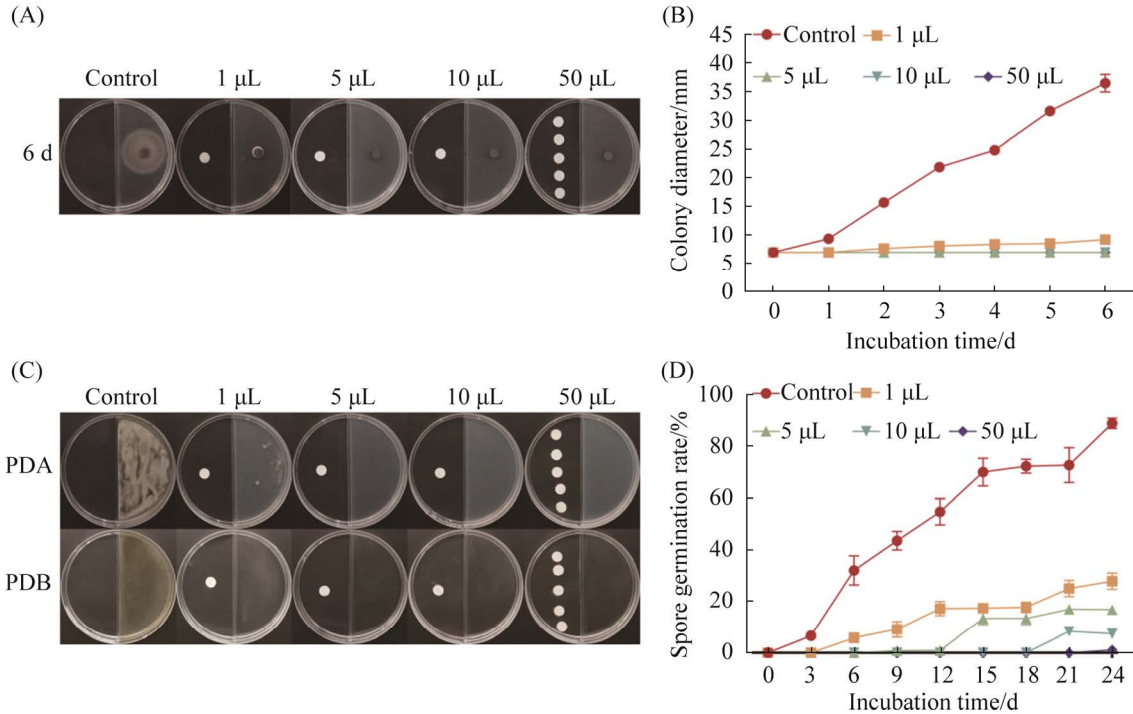 (A)
Control 1 μL 5 μL 10 μL 50 μL
6 d
(B)
Control 1 μL
5 μL 10 μL 50 μL
Colony diameter/mm
45
40
35
30
25
20
15
10
5
0
0 1 2 3 4 5 6
Incubation time/d
(C)
Control 1 μL 5 μL 10 μL 50 μL
PDA
PDB
(D)
Control 1 μL
5 μL 10 μL 50 μL
Spore germination rate/%
100
80
60
40
20
0
0 3 6 9 12 15 18 21 24
Incubation time/d